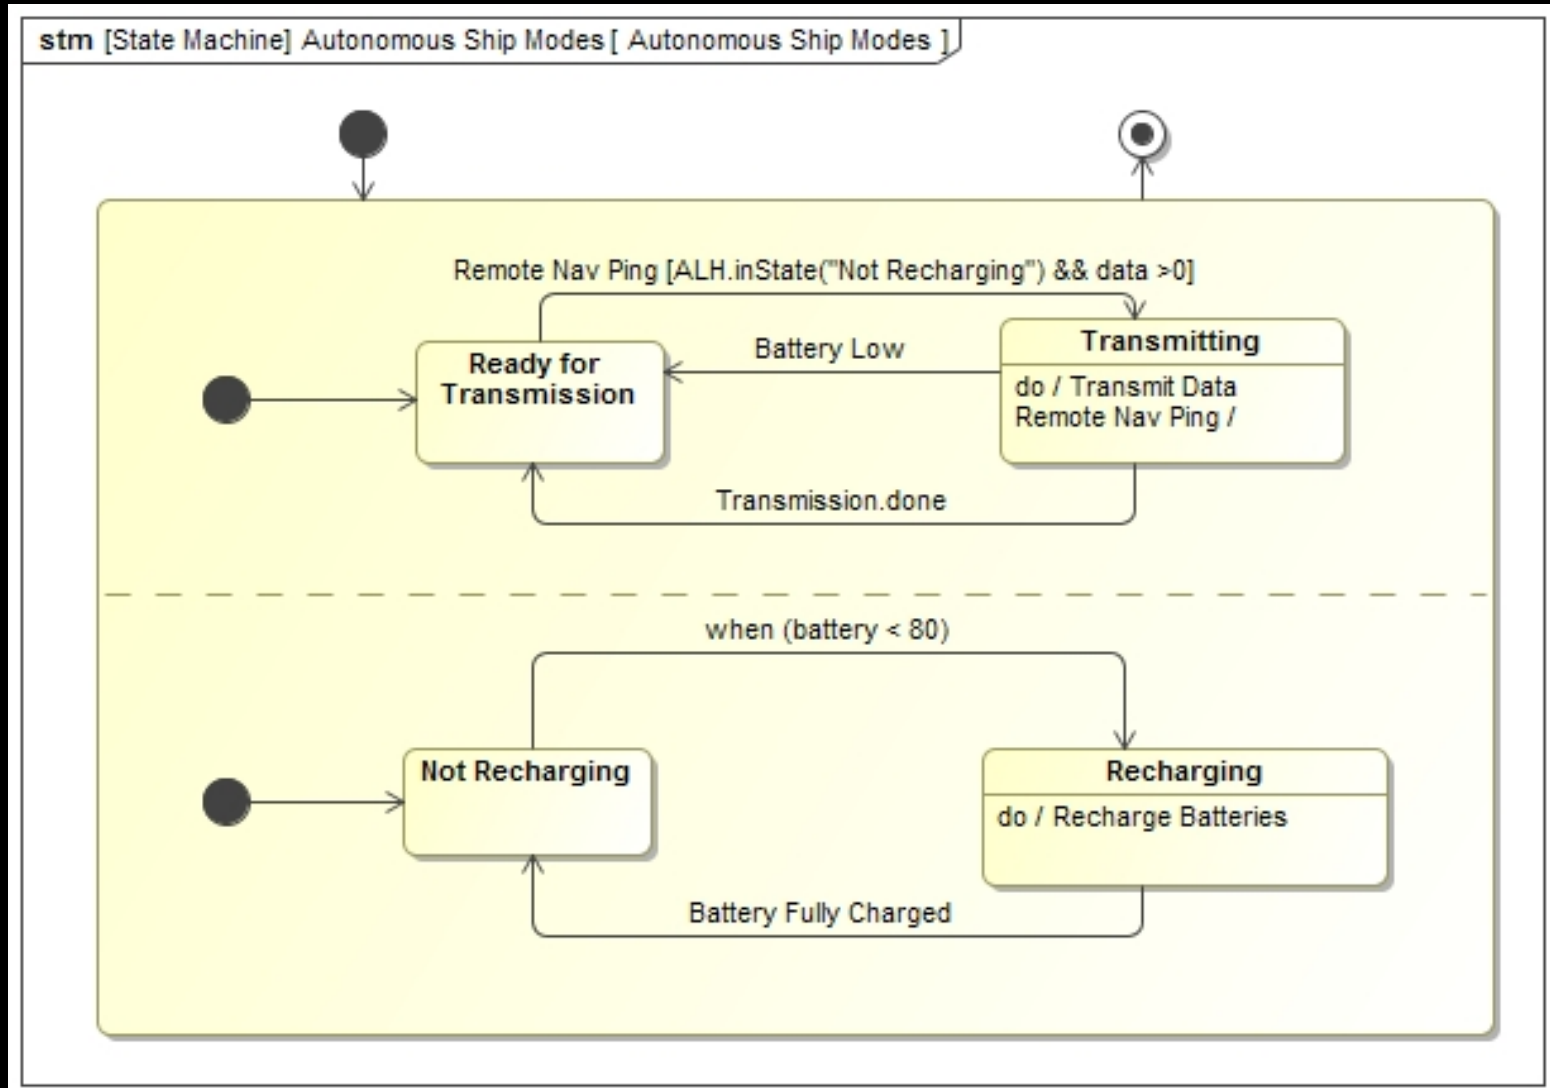 stm [State Machine] Autonomous Ship Modes [ Autonomous Ship Modes ]
Remote Nav Ping [ALH.inState("Not Recharging") && data >0]
Ready for
Transmission
Battery Low
Transmitting
do / Transmit Data
Remote Nav Ping /
Transmission.done
when (battery < 80)
Not Recharging
Recharging
do / Recharge Batteries
Battery Fully Charged